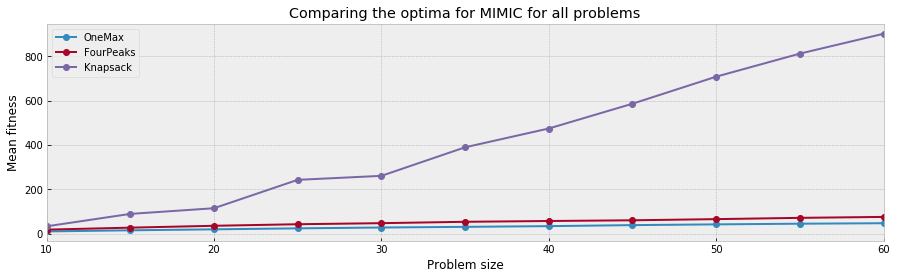 Comparing the optima for MIMIC for all problems
OneMax
FourPeaks
Knapsack
Mean fitness
800
600
400
200
0
10 20 30 40 50 60
Problem size